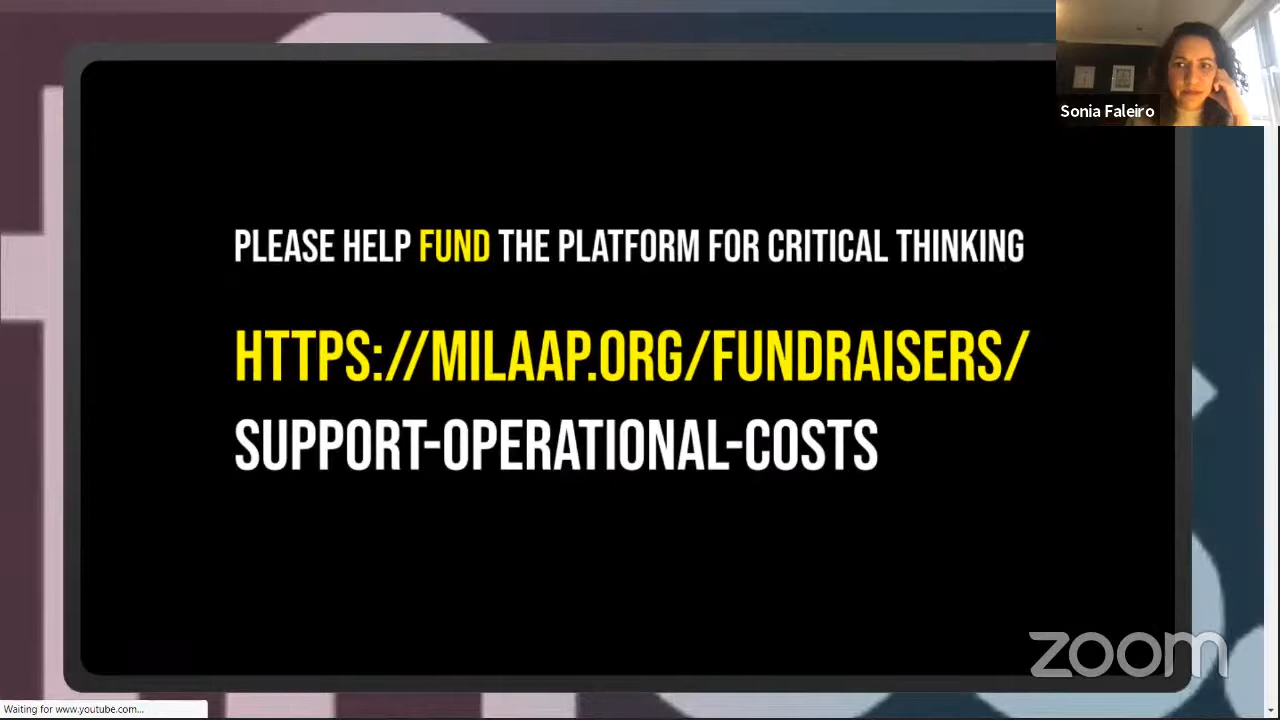 Sonia Faleiro
PLEASE HELP FUND THE PLATFORM FOR CRITICAL THINKING
HTTPS://MILAAP.ORG/FUNDRAISERS/
SUPPORT-OPERATIONAL-COSTS
zoom
Waiting for www.youtube.com...